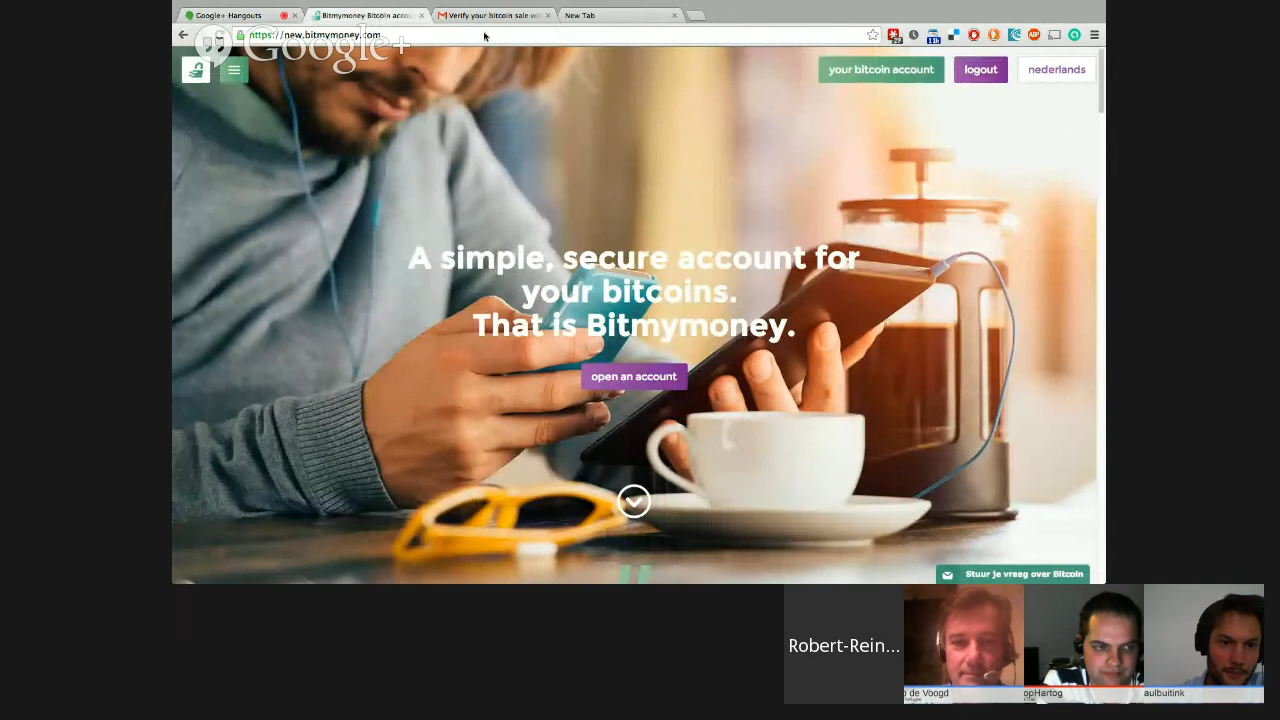 Google+ Hangouts
Bitmymoney Bitcoin accou
Verify your bitcoin sale wi
New Tab
https://new.bitmymoney.com
Google+
ABP
your bitcoin account
logout
nederlands
A simple, secure account for
your bitcoins.
That is Bitmymoney.
open an account
Stuur je vraag over Bitcoin
Robert-Rein...
de Voogd
opHartog
aulbuitink